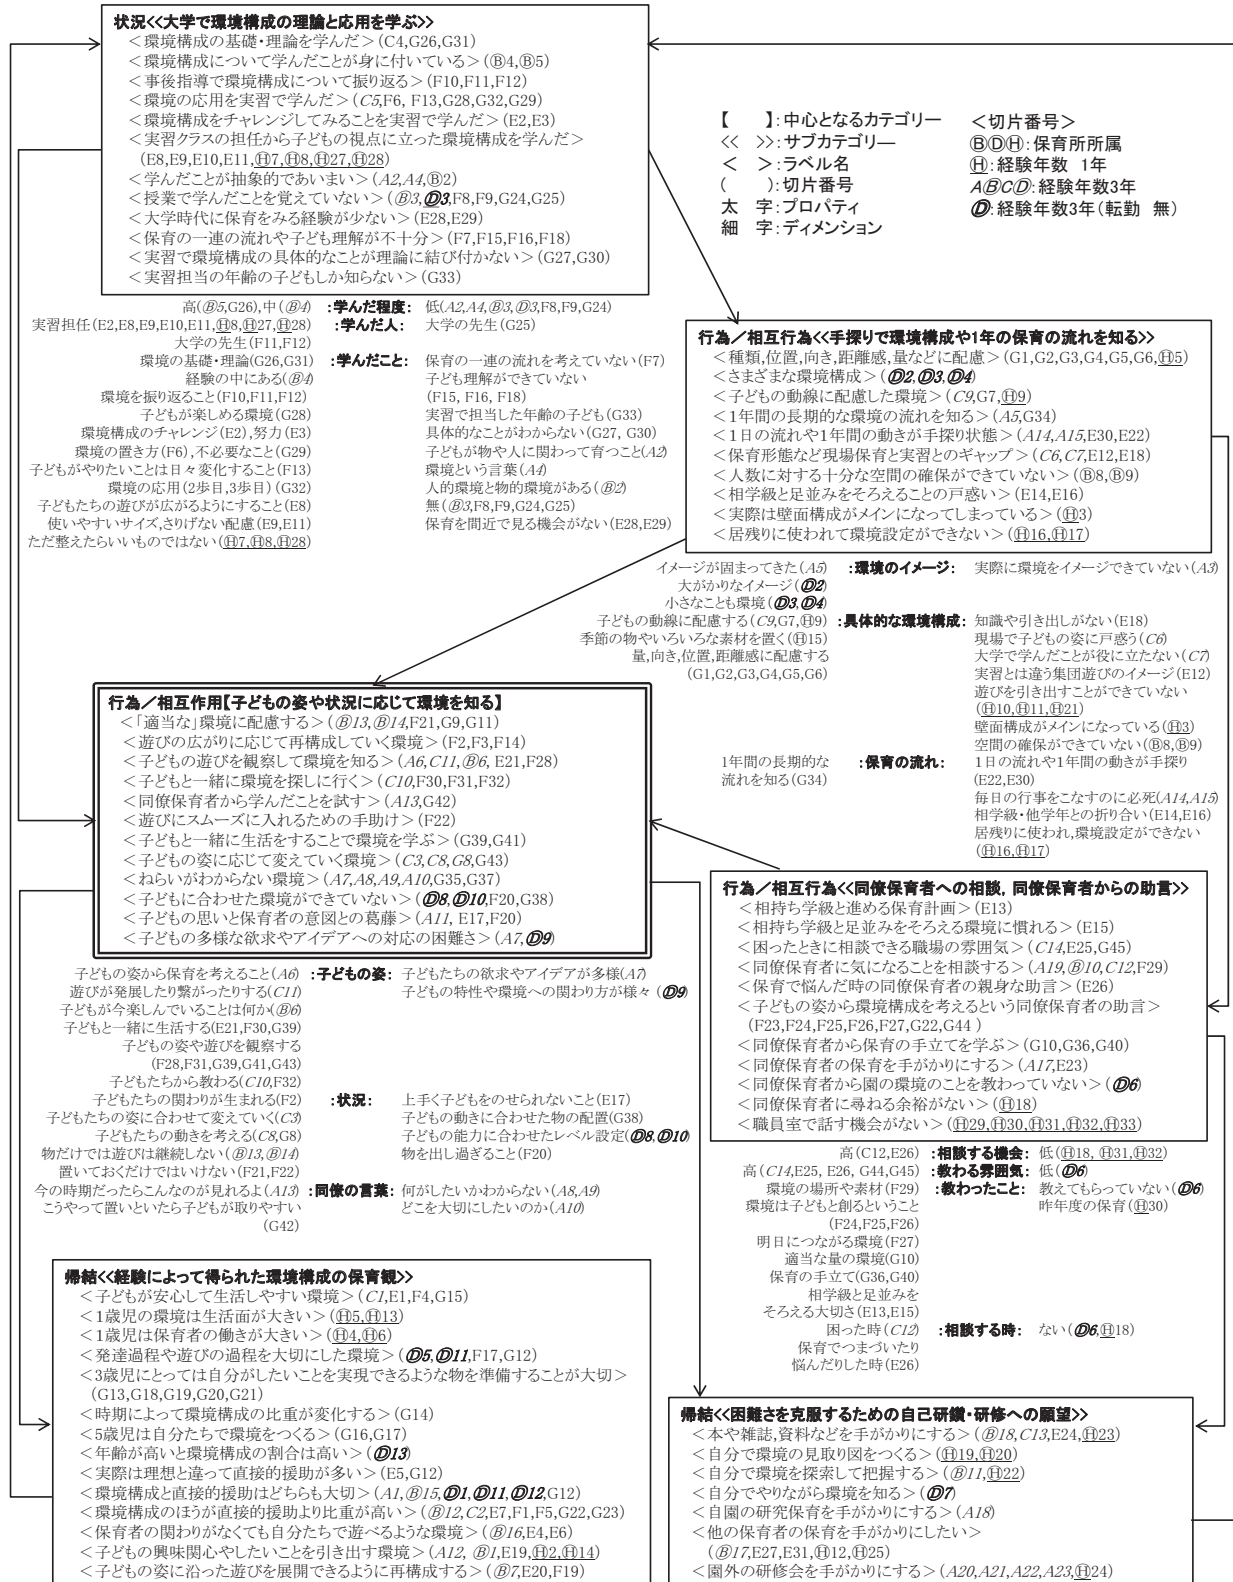 状況<<大学で環境構成の理論と応用を学ぶ>>
<環境構成の基礎・理論を学んだ>(C4,G26,G31)
<環境構成について学んだことが身に付いている>(Ⓑ4,Ⓑ5)
<事後指導で環境構成について振り返る>(F10,F11,F12)
<環境の応用を実習で学んだ>(C5,F6, F13,G28,G32,G29)
<環境構成をチャレンジしてみることを実習で学んだ>(E2,E3)
<実習クラスの担任から子どもの視点に立った環境構成を学んだ>
(E8,E9,E10,E11,Ⓗ7,Ⓗ8,Ⓗ27,Ⓗ28)
<学んだことが抽象的であいまい>(A2,A4,Ⓑ2)
<授業で学んだことを覚えていない>(Ⓑ3,Ⓓ3,F8,F9,G24,G25)
<大学時代に保育をみる経験が少ない>(E28,E29)
<保育の一連の流れや子ども理解が不十分>(F7,F15,F16,F18)
<実習で環境構成の具体的なことが理論に結び付かない>(G27,G30)
<実習担当の年齢の子どもしか知らない>(G33)
【 】:中心となるカテゴリー <切片番号>
<< >>:サブカテゴリ― ⒷⒹⒽ:保育所所属
< >:ラベル名 Ⓗ:経験年数 1年
( ):切片番号 AⒷCⒹ:経験年数3年
太 字:プロパティ Ⓓ:経験年数3年(転勤 無)
細 字:ディメンション
高(Ⓑ5,G26),中(Ⓑ4) :学んだ程度: 低(A2,A4,Ⓑ3,Ⓓ3,F8,F9,G24)
実習担任(E2,E8,E9,E10,E11,Ⓗ8,Ⓗ27,Ⓗ28) :学んだ人: 大学の先生(G25)
大学の先生(F11,F12)
環境の基礎・理論(G26,G31) :学んだこと: 保育の一連の流れを考えていない(F7)
経験の中にある(Ⓑ4) 子ども理解ができていない
環境を振り返ること(F10,F11,F12) (F15, F16, F18)
子どもが楽しめる環境(G28) 実習で担当した年齢の子ども(G33)
環境構成のチャレンジ(E2),努力(E3) 具体的なことがわからない(G27, G30)
環境の置き方(F6),不必要なこと(G29) 子どもが物や人に関わって育つこと(A2)
子どもがやりたいことは日々変化すること(F13) 環境という言葉(A4)
環境の応用(2歩目,3歩目)(G32) 人的環境と物的環境がある(Ⓑ2)
子どもたちの遊びが広がるようにすること(E8) 無(Ⓑ3,F8,F9,G24,G25)
使いやすいサイズ,さりげない配慮(E9,E11) 保育を間近で見る機会がない(E28,E29)
ただ整えたらいいものではない(Ⓗ7,Ⓗ8,Ⓗ28)
行為/相互行為<<手探りで環境構成や1年の保育の流れを知る>>
<種類,位置,向き,距離感,量などに配慮>(G1,G2,G3,G4,G5,G6,Ⓗ5)
<さまざまな環境構成>(Ⓓ2,Ⓓ3,Ⓓ4)
<子どもの動線に配慮した環境>(C9,G7,Ⓗ9)
<1年間の長期的な環境の流れを知る>(A5,G34)
<1日の流れや1年間の動きが手探り状態>(A14,A15,E30,E22)
<保育形態など現場保育と実習とのギャップ>(C6,C7,E12,E18)
<人数に対する十分な空間の確保ができていない>(Ⓑ8,Ⓑ9)
<相学級と足並みをそろえることの戸惑い>(E14,E16)
<実際は壁面構成がメインになってしまっている>(Ⓗ3)
<居残りに使われて環境設定ができない>(Ⓗ16,Ⓗ17)
イメージが固まってきた(A5) :環境のイメージ: 実際に環境をイメージできていない(A3)
大がかりなイメージ(Ⓓ2)
小さなことも環境(Ⓓ3,Ⓓ4)
子どもの動線に配慮する(C9,G7,Ⓗ9) :具体的な環境構成: 知識や引き出しがない(E18)
季節の物やいろいろな素材を置く(Ⓗ15) 現場で子どもの姿に戸惑う(C6)
量,向き,位置,距離感に配慮する 大学で学んだことが役に立たない(C7)
(G1,G2,G3,G4,G5,G6) 実習とは違う集団遊びのイメージ(E12)
遊びを引き出すことができていない
(Ⓗ10,Ⓗ11,Ⓗ21)
壁面構成がメインになっている(Ⓗ3)
空間の確保ができていない(Ⓑ8,Ⓑ9)
1年間の長期的な :保育の流れ: 1日の流れや1年間の動きが手探り
流れを知る(G34) (E22,E30)
毎日の行事をこなすのに必死(A14,A15)
相学級・他学年との折り合い(E14,E16)
居残りに使われ,環境設定ができない
(Ⓗ16,Ⓗ17)
行為/相互作用【子どもの姿や状況に応じて環境を知る】
<「適当な」環境に配慮する>(Ⓑ13,Ⓑ14,F21,G9,G11)
<遊びの広がりに応じて再構成していく環境>(F2,F3,F14)
<子どもの遊びを観察して環境を知る>(A6,C11,Ⓑ6, E21,F28)
<子どもと一緒に環境を探しに行く>(C10,F30,F31,F32)
<同僚保育者から学んだことを試す>(A13,G42)
<遊びにスムーズに入れるための手助け>(F22)
<子どもと一緒に生活をすることで環境を学ぶ>(G39,G41)
<子どもの姿に応じて変えていく環境>(C3,C8,G8,G43)
<ねらいがわからない環境>(A7,A8,A9,A10,G35,G37)
<子どもに合わせた環境ができていない>(Ⓓ8,Ⓓ10,F20,G38)
<子どもの思いと保育者の意図との葛藤>(A11, E17,F20)
<子どもの多様な欲求やアイデアへの対応の困難さ>(A7,Ⓓ9)
子どもの姿から保育を考えること(A6) :子どもの姿: 子どもたちの欲求やアイデアが多様(A7)
遊びが発展したり繋がったりする(C11) 子どもの特性や環境への関わり方が様々(Ⓓ9)
子どもが今楽しんでいることは何か(Ⓑ6)
子どもと一緒に生活する(E21,F30,G39)
子どもの姿や遊びを観察する
(F28,F31,G39,G41,G43)
子どもたちから教わる(C10,F32)
子どもたちの関わりが生まれる(F2) :状況: 上手く子どもをのせられないこと(E17)
子どもたちの姿に合わせて変えていく(C3) 子どもの動きに合わせた物の配置(G38)
子どもたちの動きを考える(C8,G8) 子どもの能力に合わせたレベル設定(Ⓓ8,Ⓓ10)
物だけでは遊びは継続しない(Ⓑ13,Ⓑ14) 物を出し過ぎること(F20)
置いておくだけではいけない(F21,F22)
今の時期だったらこんなのが見れるよ(A13) :同僚の言葉: 何がしたいかわからない(A8,A9)
こうやって置いといたら子どもが取りやすい どこを大切にしたいのか(A10)
(G42)
行為/相互行為<<同僚保育者への相談, 同僚保育者からの助言>>
<相持ち学級と進める保育計画>(E13)
<相持ち学級と足並みをそろえる環境に慣れる>(E15)
<困ったときに相談できる職場の雰囲気>(C14,E25,G45)
<同僚保育者に気になることを相談する>(A19,Ⓑ10,C12,F29)
<保育で悩んだ時の同僚保育者の親身な助言>(E26)
<子どもの姿から環境構成を考えるという同僚保育者の助言>
(F23,F24,F25,F26,F27,G22,G44 )
<同僚保育者から保育の手立てを学ぶ>(G10,G36,G40)
<同僚保育者の保育を手がかりにする>(A17,E23)
<同僚保育者から園の環境のことを教わっていない>(Ⓓ6)
<同僚保育者に尋ねる余裕がない>(Ⓗ18)
<職員室で話す機会がない>(Ⓗ29,Ⓗ30,Ⓗ31,Ⓗ32,Ⓗ33)
高(C12,E26) :相談する機会: 低(Ⓗ18, Ⓗ31,Ⓗ32)
高(C14,E25, E26, G44,G45) :教わる雰囲気: 低(Ⓓ6)
環境の場所や素材(F29) :教わったこと: 教えてもらっていない(Ⓓ6)
環境は子どもと創るということ 昨年度の保育(Ⓗ30)
(F24,F25,F26)
明日につながる環境(F27)
適当な量の環境(G10)
保育の手立て(G36,G40)
相学級と足並みを
そろえる大切さ(E13,E15)
困った時(C12) :相談する時: ない(Ⓓ6,Ⓗ18)
保育でつまづいたり
悩んだりした時(E26)
帰結<<経験によって得られた環境構成の保育観>>
<子どもが安心して生活しやすい環境>(C1,E1,F4,G15)
<1歳児の環境は生活面が大きい>(Ⓗ5,Ⓗ13)
<1歳児は保育者の働きが大きい>(Ⓗ4,Ⓗ6)
<発達過程や遊びの過程を大切にした環境>(Ⓓ5,Ⓓ11,F17,G12)
<3歳児にとっては自分がしたいことを実現できるような物を準備することが大切>
(G13,G18,G19,G20,G21)
<時期によって環境構成の比重が変化する>(G14)
<5歳児は自分たちで環境をつくる>(G16,G17)
<年齢が高いと環境構成の割合は高い>(Ⓓ13)
<実際は理想と違って直接的援助が多い>(E5,G12)
<環境構成と直接的援助はどちらも大切>(A1,Ⓑ15,Ⓓ1,Ⓓ11,Ⓓ12,G12)
<環境構成のほうが直接的援助より比重が高い>(Ⓑ12,C2,E7,F1,F5,G22,G23)
<保育者の関わりがなくても自分たちで遊べるような環境>(Ⓑ16,E4,E6)
<子どもの興味関心やしたいことを引き出す環境>(A12, Ⓑ1,E19,Ⓗ2,Ⓗ14)
<子どもの姿に沿った遊びを展開できるように再構成する>(Ⓑ7,E20,F19)
帰結<<困難さを克服するための自己研鑽・研修への願望>>
<本や雑誌,資料などを手がかりにする>(Ⓑ18,C13,E24,Ⓗ23)
<自分で環境の見取り図をつくる>(Ⓗ19,Ⓗ20)
<自分で環境を探索して把握する>(Ⓑ11,Ⓗ22)
<自分でやりながら環境を知る>(Ⓓ7)
<自園の研究保育を手がかりにする>(A18)
<他の保育者の保育を手がかりにしたい>
(Ⓑ17,E27,E31,Ⓗ12,Ⓗ25)
<園外の研修会を手がかりにする>(A20,A21,A22,A23,Ⓗ24)